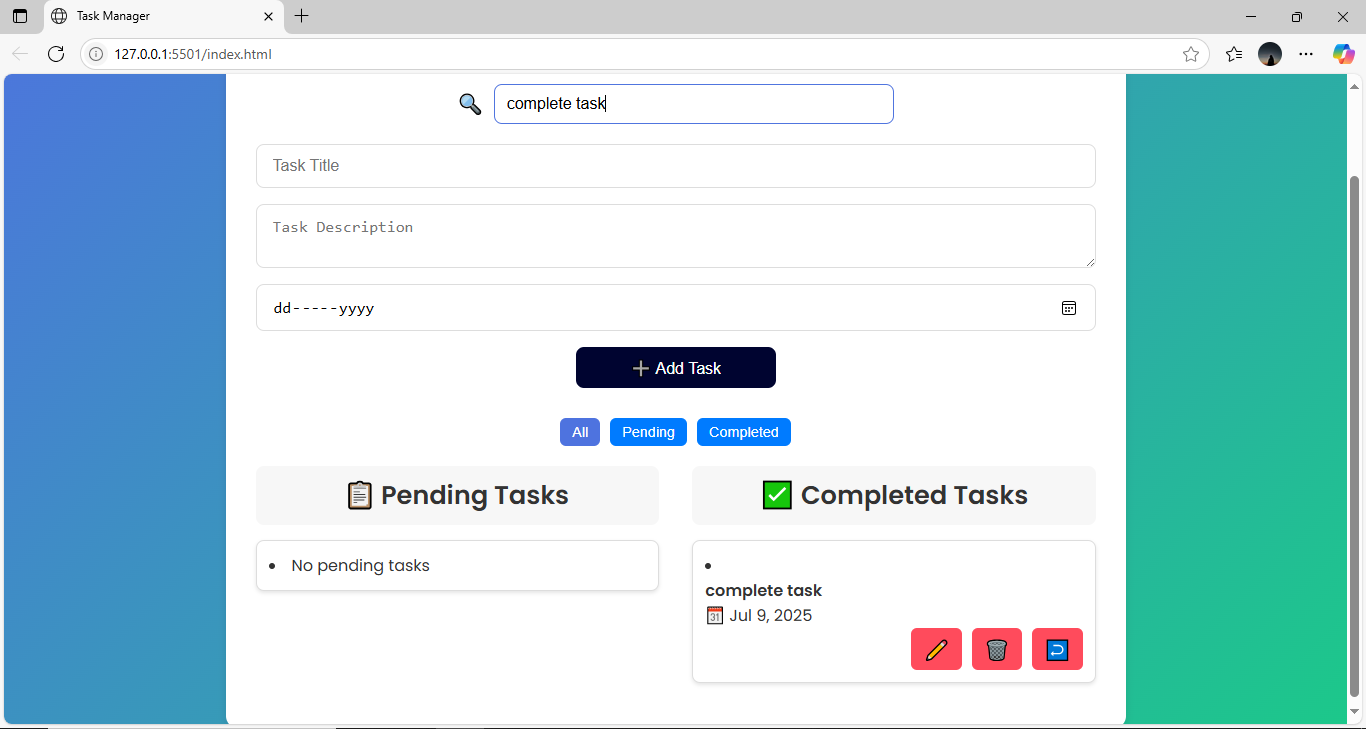 Task Manager
127.0.0.1:5501/index.html
🔍 complete task
Task Title
Task Description
dd-----yyyy
➕ Add Task
All Pending Completed
📋 Pending Tasks
✅ Completed Tasks
• No pending tasks
•
complete task
📅 Jul 9, 2025